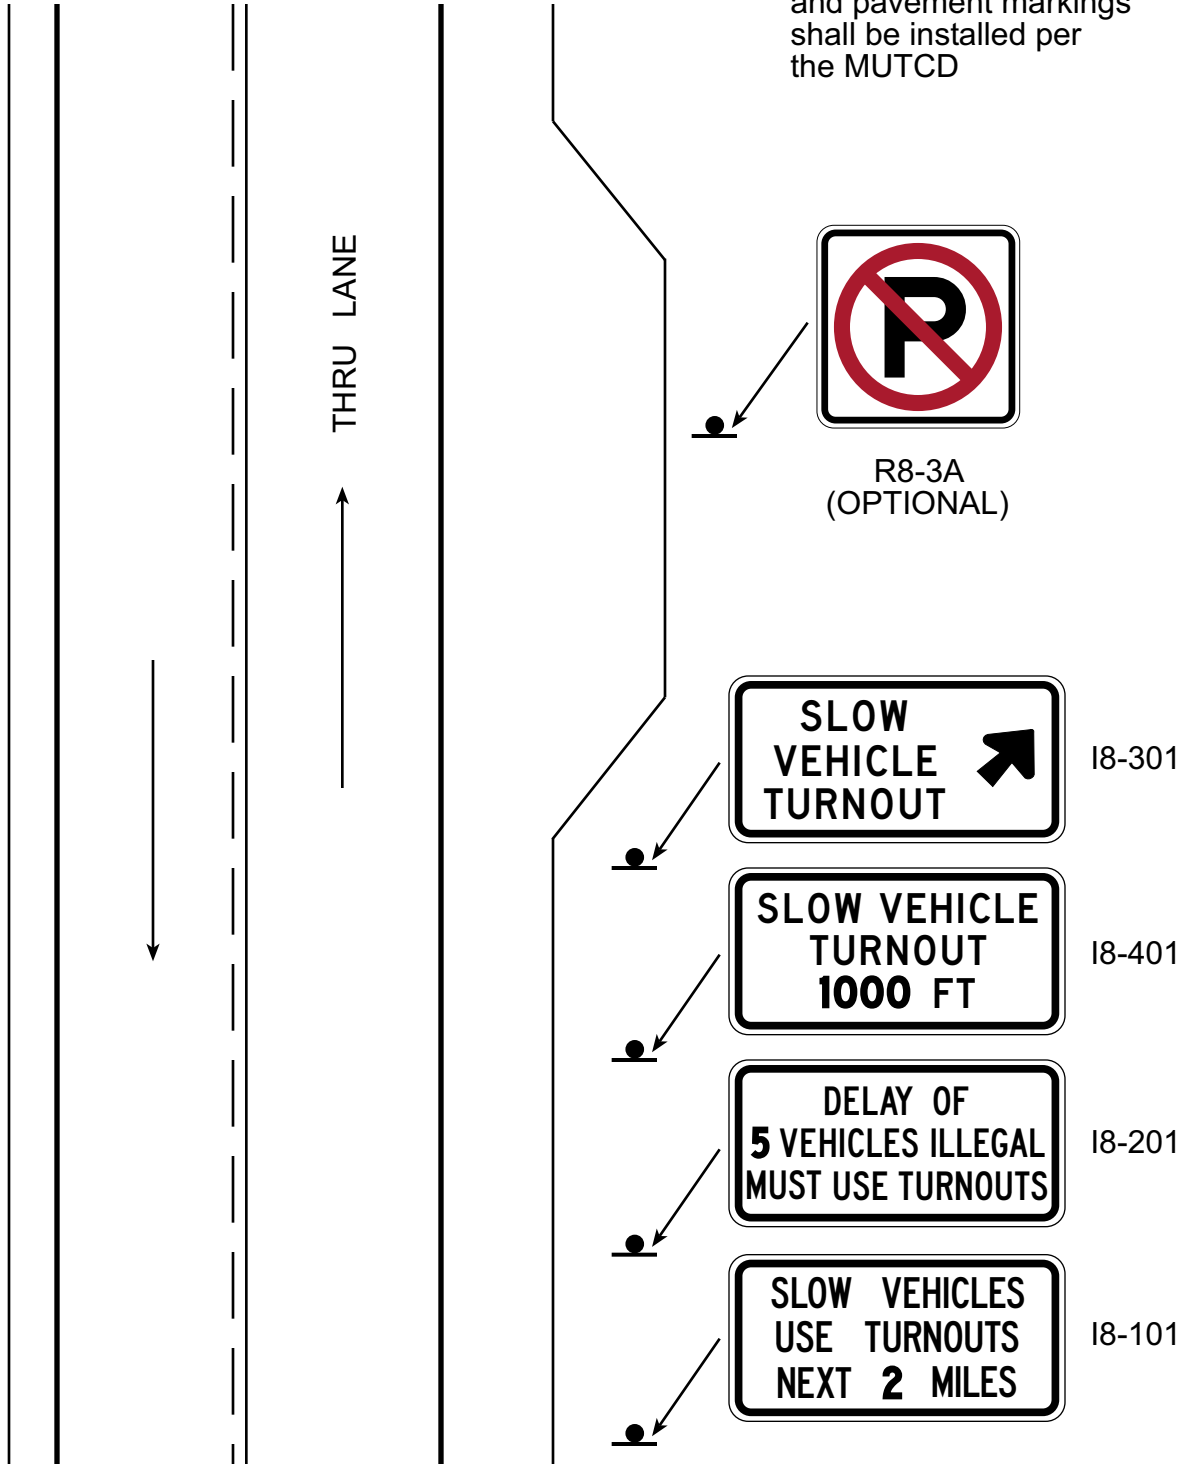 and pavement markings
shall be installed per
the MUTCD
THRU LANE
P
R8-3A
(OPTIONAL)
SLOW
VEHICLE
TURNOUT
I8-301
SLOW VEHICLE
TURNOUT
1000 FT
I8-401
DELAY OF
5 VEHICLES ILLEGAL
MUST USE TURNOUTS
I8-201
SLOW VEHICLES
USE TURNOUTS
NEXT 2 MILES
I8-101